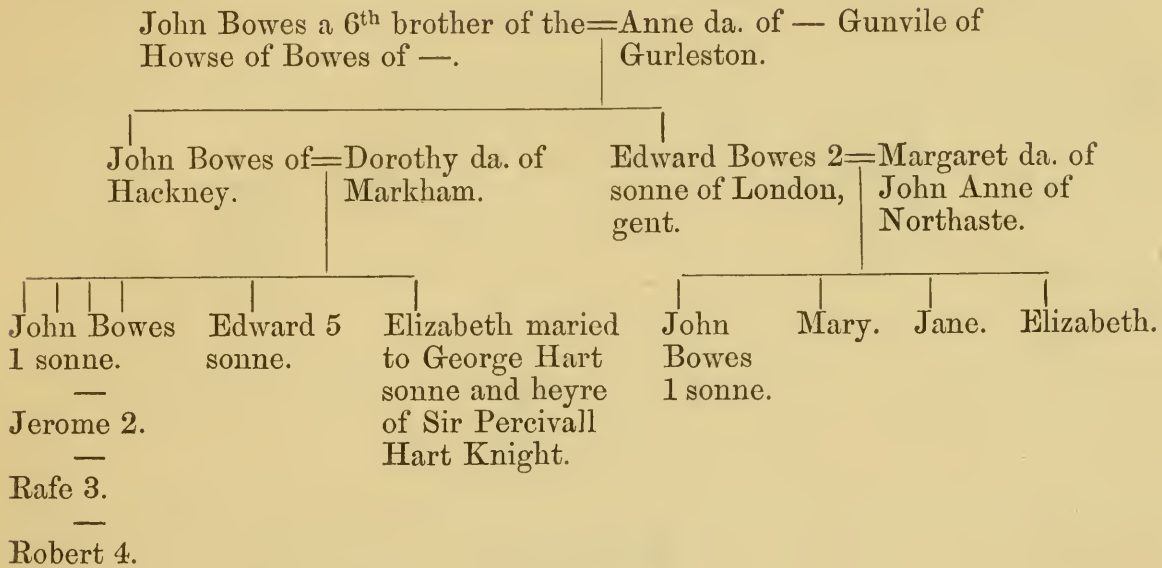 John Bowes a 6th brother of the=Anne da. of — Gunvile of
Howse of Bowes of —. Gurleston.
John Bowes of=Dorothy da. of
Hackney. Markham.
Edward Bowes 2=Margaret da. of
sonne of London, John Anne of
gent. Northaste.
John Bowes
1 sonne.
—
Jerome 2.
—
Rafe 3.
—
Robert 4.
Edward 5
sonne.
Elizabeth maried
to George Hart
sonne and heyre
of Sir Percivall
Hart Knight.
John
Bowes
1 sonne.
Mary.
Jane.
Elizabeth.